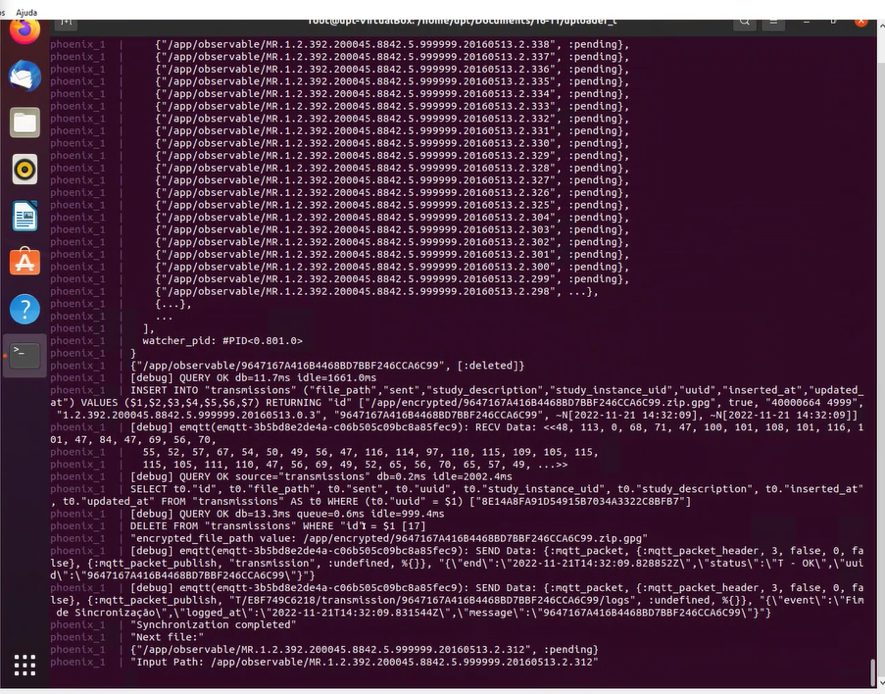 Ajuda
root@upt-VirtualBox: /home/upt/Documents/16-11/uploader_t
phoenix_1 | {"/app/observable/MR.1.2.392.200045.8842.5.999999.20160513.2.338", :pending},
phoenix_1 | {"/app/observable/MR.1.2.392.200045.8842.5.999999.20160513.2.337", :pending},
phoenix_1 | {"/app/observable/MR.1.2.392.200045.8842.5.999999.20160513.2.336", :pending},
phoenix_1 | {"/app/observable/MR.1.2.392.200045.8842.5.999999.20160513.2.335", :pending},
phoenix_1 | {"/app/observable/MR.1.2.392.200045.8842.5.999999.20160513.2.334", :pending},
phoenix_1 | {"/app/observable/MR.1.2.392.200045.8842.5.999999.20160513.2.333", :pending},
phoenix_1 | {"/app/observable/MR.1.2.392.200045.8842.5.999999.20160513.2.332", :pending},
phoenix_1 | {"/app/observable/MR.1.2.392.200045.8842.5.999999.20160513.2.331", :pending},
phoenix_1 | {"/app/observable/MR.1.2.392.200045.8842.5.999999.20160513.2.330", :pending},
phoenix_1 | {"/app/observable/MR.1.2.392.200045.8842.5.999999.20160513.2.329", :pending},
phoenix_1 | {"/app/observable/MR.1.2.392.200045.8842.5.999999.20160513.2.328", :pending},
phoenix_1 | {"/app/observable/MR.1.2.392.200045.8842.5.999999.20160513.2.327", :pending},
phoenix_1 | {"/app/observable/MR.1.2.392.200045.8842.5.999999.20160513.2.326", :pending},
phoenix_1 | {"/app/observable/MR.1.2.392.200045.8842.5.999999.20160513.2.325", :pending},
phoenix_1 | {"/app/observable/MR.1.2.392.200045.8842.5.999999.20160513.2.304", :pending},
phoenix_1 | {"/app/observable/MR.1.2.392.200045.8842.5.999999.20160513.2.303", :pending},
phoenix_1 | {"/app/observable/MR.1.2.392.200045.8842.5.999999.20160513.2.302", :pending},
phoenix_1 | {"/app/observable/MR.1.2.392.200045.8842.5.999999.20160513.2.301", :pending},
phoenix_1 | {"/app/observable/MR.1.2.392.200045.8842.5.999999.20160513.2.300", :pending},
phoenix_1 | {"/app/observable/MR.1.2.392.200045.8842.5.999999.20160513.2.299", :pending},
phoenix_1 | {"/app/observable/MR.1.2.392.200045.8842.5.999999.20160513.2.298", ...},
phoenix_1 | {...},
phoenix_1 | ...
phoenix_1 | ],
phoenix_1 | watcher_pid: #PID<0.801.0>
phoenix_1 | }
phoenix_1 | {"/app/observable/9647167A416B4468BD7BBF246CCA6C99", [:deleted]}
phoenix_1 | [debug] QUERY OK db=11.7ms idle=1661.0ms
phoenix_1 | INSERT INTO "transmissions" ("file_path","sent","study_description","study_instance_uid","uuid","inserted_at","updated_
at") VALUES ($1,$2,$3,$4,$5,$6,$7) RETURNING "id" ["/app/encrypted/9647167A416B4468BD7BBF246CCA6C99.zip.gpg", true, "40000664 4999",
"1.2.392.200045.8842.5.999999.20160513.0.3", "9647167A416B4468BD7BBF246CCA6C99", ~N[2022-11-21 14:32:09], ~N[2022-11-21 14:32:09]]
phoenix_1 | [debug] emqtt(emqtt-3b5bd8e2de4a-c06b505c09bc8a85fec9): RECV Data: <<48, 113, 0, 68, 71, 47, 100, 101, 108, 101, 116, 1
01, 47, 84, 47, 69, 56, 70,
phoenix_1 | 55, 52, 57, 67, 54, 50, 49, 56, 47, 116, 114, 97, 110, 115, 109, 105, 115,
phoenix_1 | 115, 105, 111, 110, 47, 56, 69, 49, 52, 65, 56, 70, 65, 57, 49, ...>>
phoenix_1 | [debug] QUERY OK source="transmissions" db=0.2ms idle=2002.4ms
phoenix_1 | SELECT t0."id", t0."file_path", t0."sent", t0."uuid", t0."study_instance_uid", t0."study_description", t0."inserted_at"
, t0."updated_at" FROM "transmissions" AS t0 WHERE (t0."uuid" = $1) ["8E14A8FA91D54915B7034A3322C8BFB7"]
phoenix_1 | [debug] QUERY OK db=13.3ms queue=0.6ms idle=999.4ms
phoenix_1 | DELETE FROM "transmissions" WHERE "id" = $1 [17]
phoenix_1 | "encrypted_file_path value: /app/encrypted/9647167A416B4468BD7BBF246CCA6C99.zip.gpg"
phoenix_1 | [debug] emqtt(emqtt-3b5bd8e2de4a-c06b505c09bc8a85fec9): SEND Data: {:mqtt_packet, {:mqtt_packet_header, 3, false, 0, fa
lse}, {:mqtt_packet_publish, "transmission", :undefined, %{}}, "{\"end\":\"2022-11-21T14:32:09.828852Z\",\"status\":\"T - OK\",\"uui
d\":\"9647167A416B4468BD7BBF246CCA6C99\"}"}
phoenix_1 | [debug] emqtt(emqtt-3b5bd8e2de4a-c06b505c09bc8a85fec9): SEND Data: {:mqtt_packet, {:mqtt_packet_header, 3, false, 0, fa
lse}, {:mqtt_packet_publish, "T/E8F749C6218/transmission/9647167A416B4468BD7BBF246CCA6C99/logs", :undefined, %{}}, "{\"event\":\"Fim
de Sincronização\",\"logged_at\":\"2022-11-21T14:32:09.831544Z\",\"message\":\"9647167A416B4468BD7BBF246CCA6C99\"}"}
phoenix_1 | "Synchronization completed"
phoenix_1 | "Next file:"
phoenix_1 | {"/app/observable/MR.1.2.392.200045.8842.5.999999.20160513.2.312", :pending}
phoenix_1 | "Input Path: /app/observable/MR.1.2.392.200045.8842.5.999999.20160513.2.312"